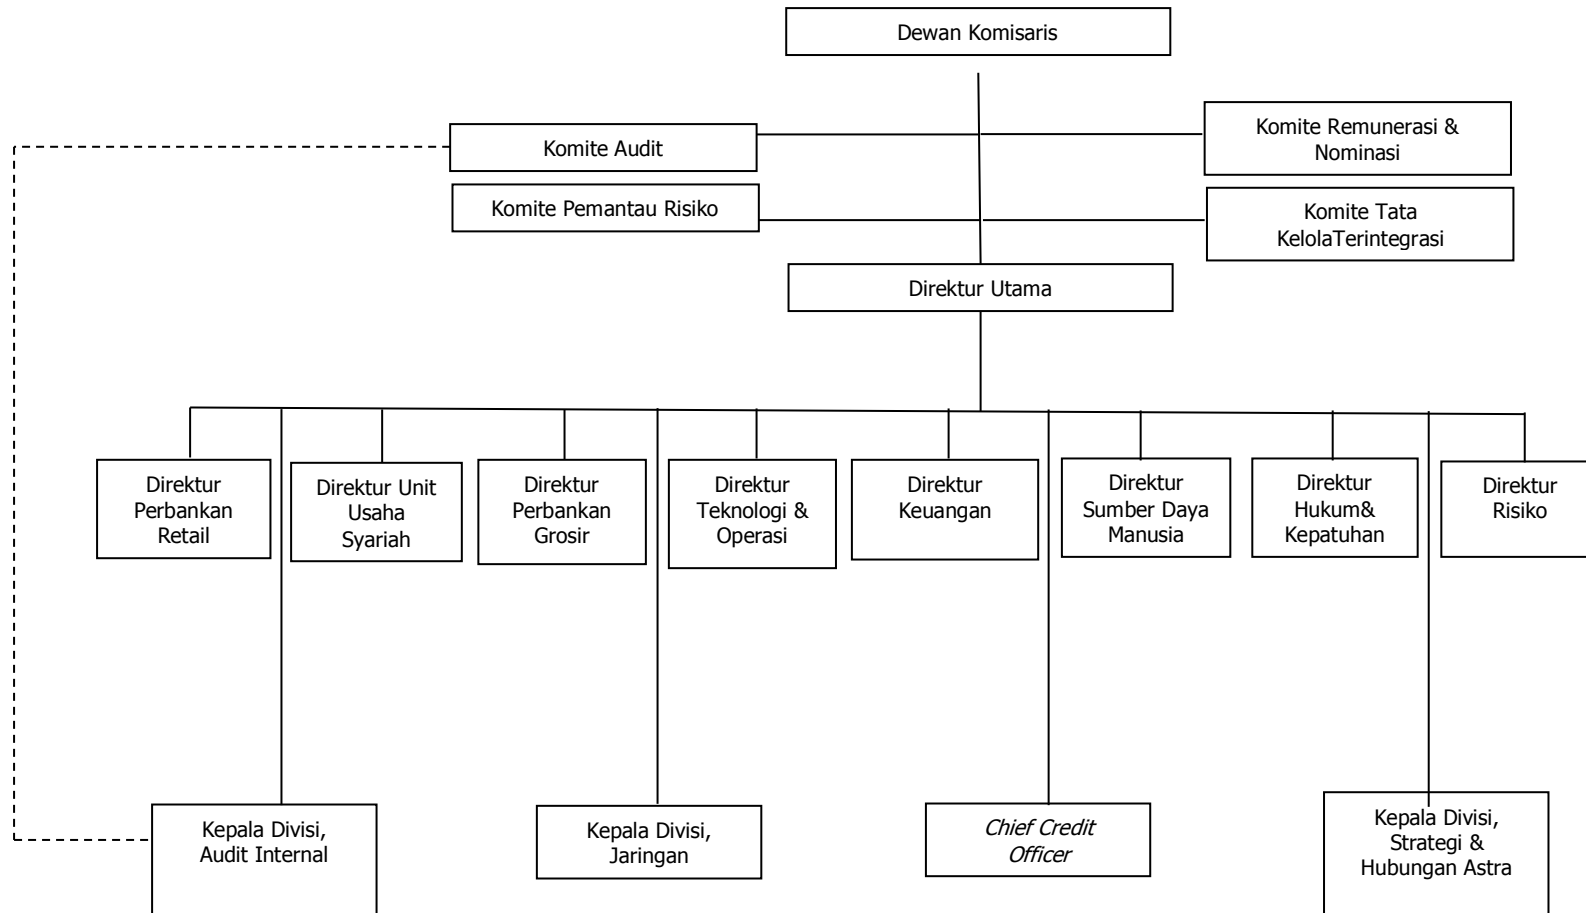 Dewan Komisaris
Komite Audit
Komite Remunerasi &
Nominasi
Komite Pemantau Risiko
Komite Tata
KelolaTerintegrasi
Direktur Utama
Direktur
Perbankan
Retail
Direktur Unit
Usaha
Syariah
Direktur
Perbankan
Grosir
Direktur
Teknologi &
Operasi
Direktur
Keuangan
Direktur
Sumber Daya
Manusia
Direktur
Hukum&
Kepatuhan
Direktur
Risiko
Kepala Divisi,
Audit Internal
Kepala Divisi,
Jaringan
Chief Credit
Officer
Kepala Divisi,
Strategi &
Hubungan Astra